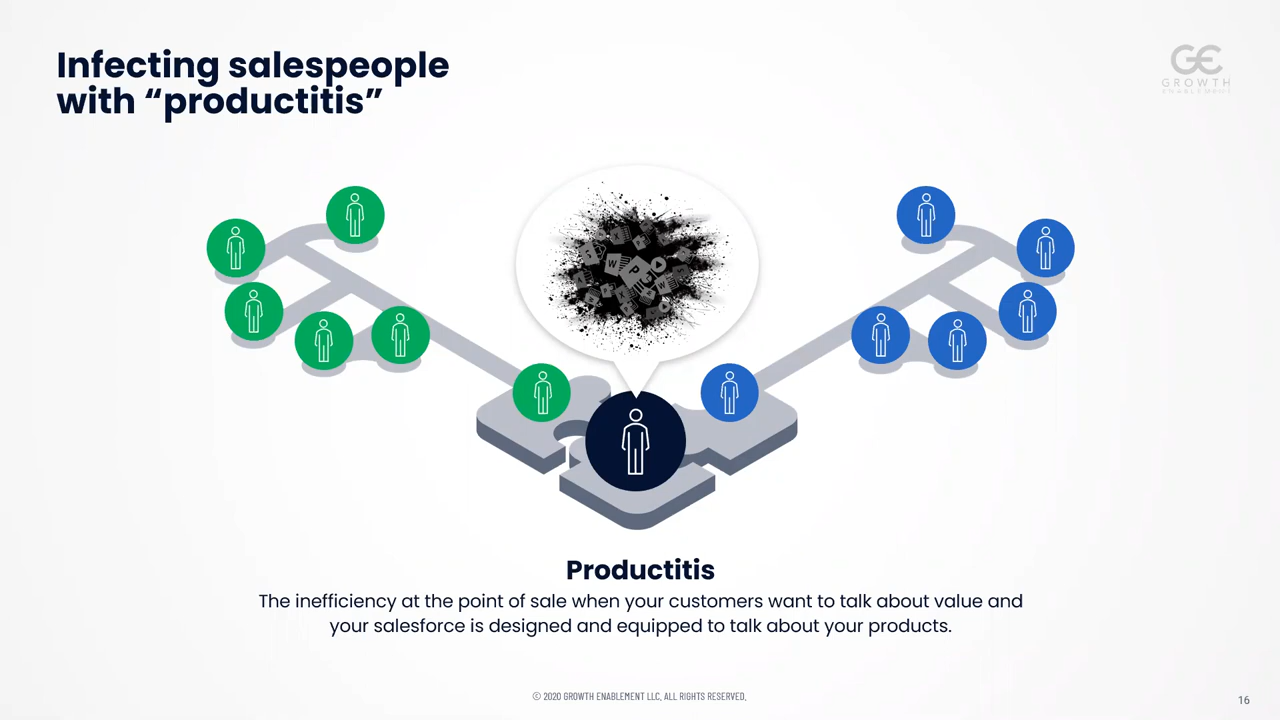 Infecting salespeople
with “productitis”
GE
GROWTH
ENABLEMENT
W
P
W
Productitis
The inefficiency at the point of sale when your customers want to talk about value and
your salesforce is designed and equipped to talk about your products.
© 2020 GROWTH ENABLEMENT LLC, ALL RIGHTS RESERVED.
16